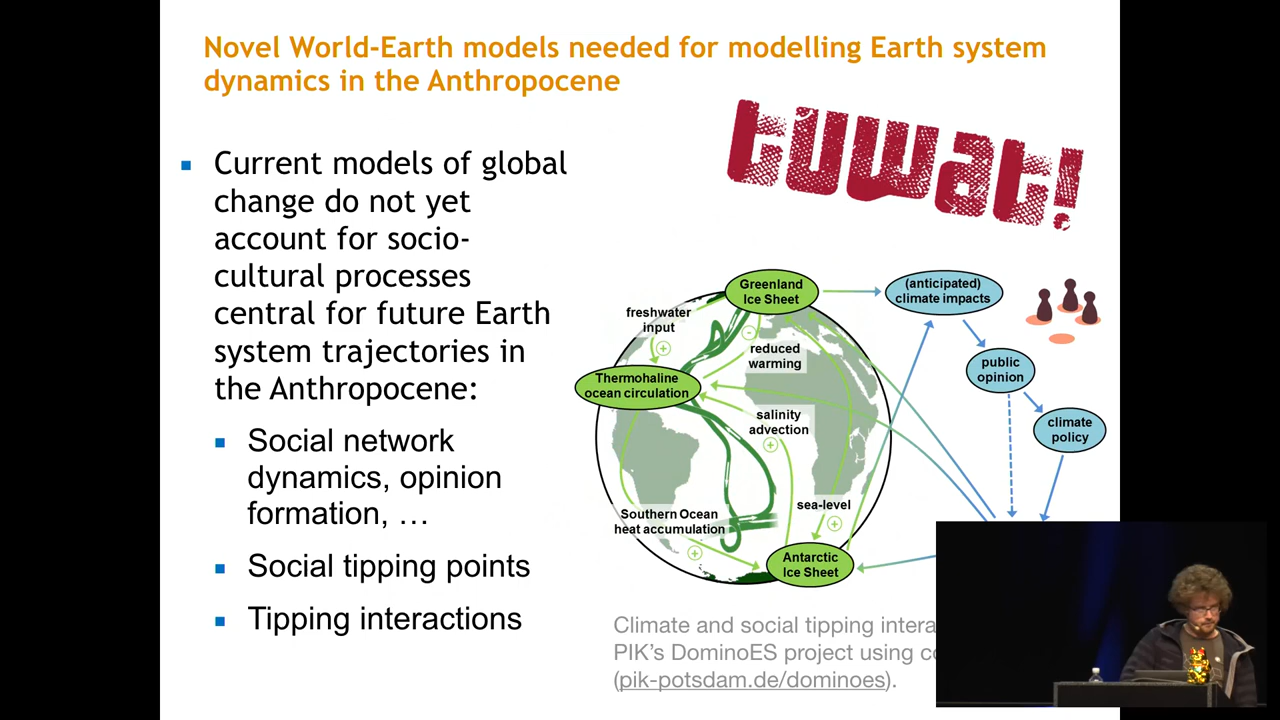 Novel World-Earth models needed for modelling Earth system
dynamics in the Anthropocene
tuwat!
Current models of global
change do not yet
account for socio-
cultural processes
central for future Earth
system trajectories in
the Anthropocene:
Social network
dynamics, opinion
formation, …
Social tipping points
Tipping interactions
Greenland
Ice Sheet
(anticipated)
climate impacts
freshwater
input
reduced
warming
public
opinion
Thermohaline
ocean circulation
salinity
advection
climate
policy
sea-level
Southern Ocean
heat accumulation
Antarctic
Ice Sheet
Climate and social tipping
PIK's DominoES project using
(pik-potsdam.de/dominoes).